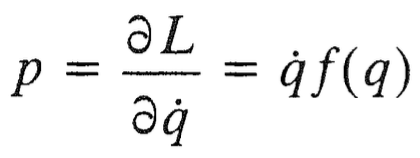 p = ∂L/∂q̇ = q̇f(q)